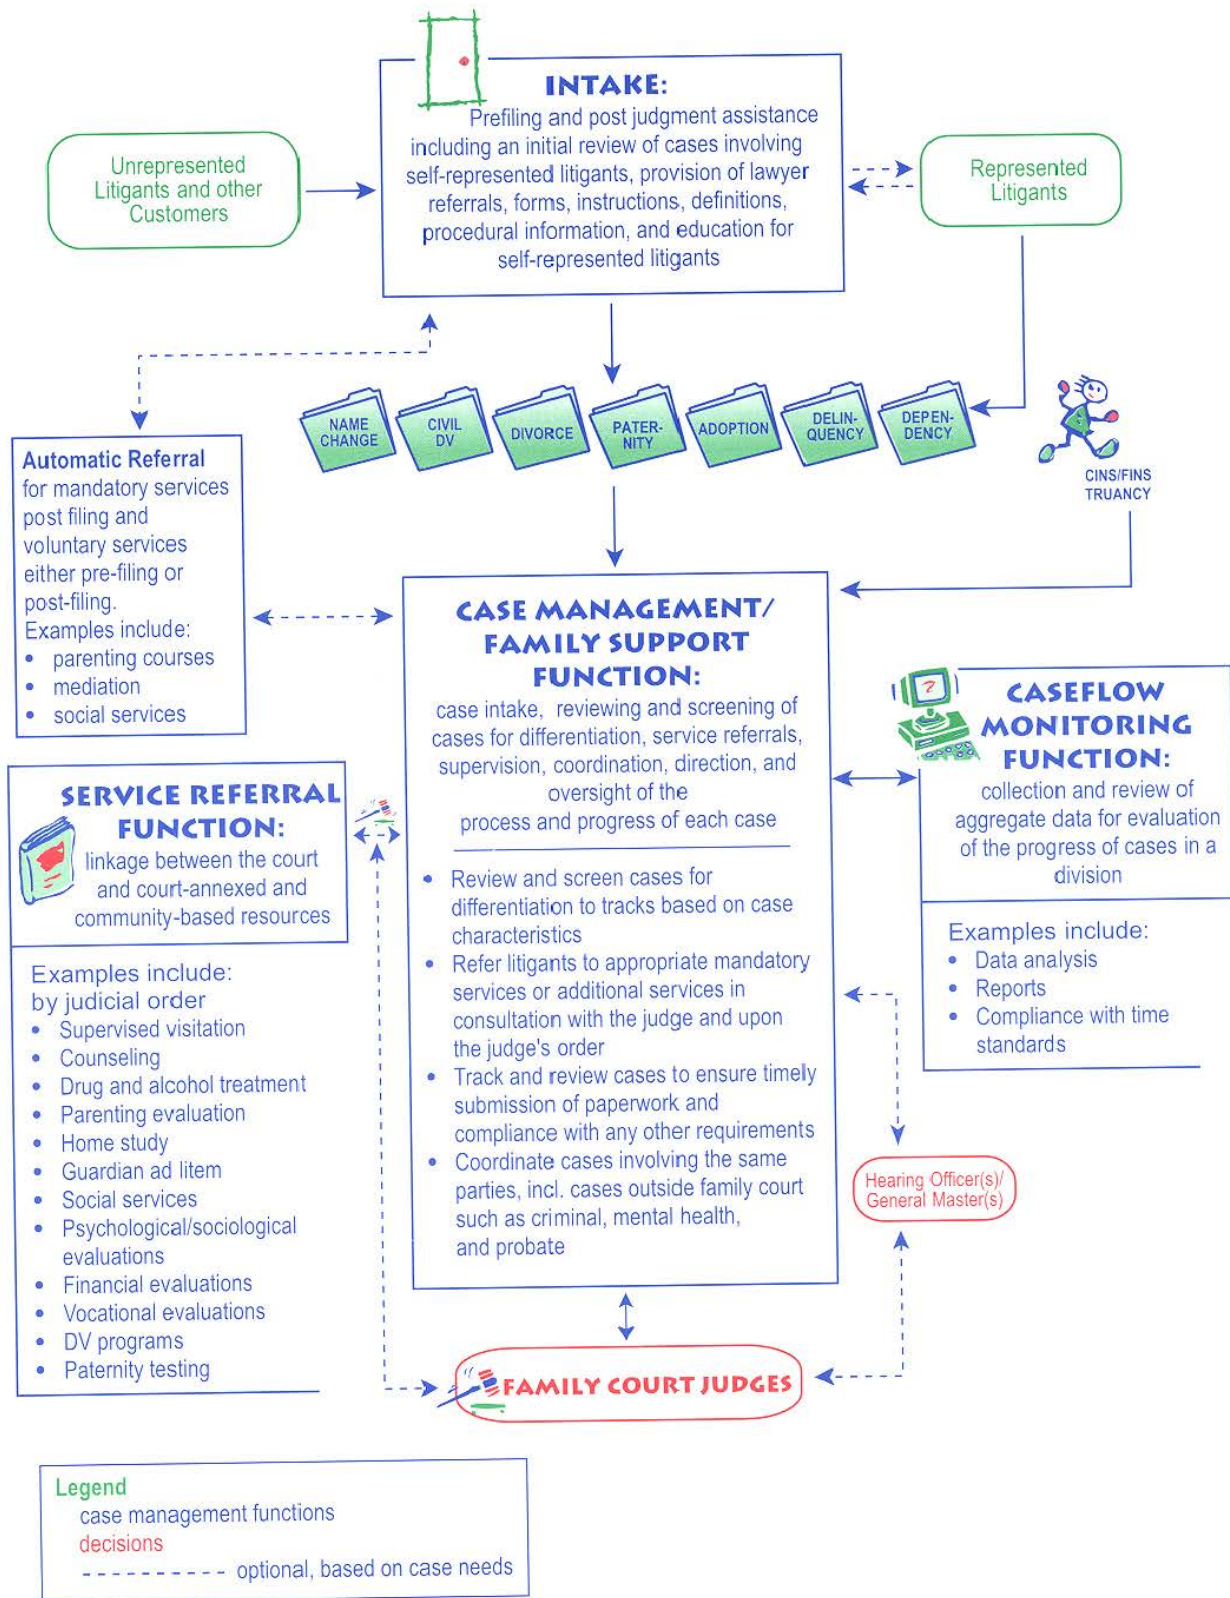 INTAKE:
Prefiling and post judgment assistance
including an initial review of cases involving
self-represented litigants, provision of lawyer
referrals, forms, instructions, definitions,
procedural information, and education for
self-represented litigants
Unrepresented
Litigants and other
Customers
Represented
Litigants
NAME
CHANGE
CIVIL
DV
DIVORCE
PATER-
NITY
ADOPTION
DELIN-
QUENCY
DEPEN-
DENCY
CINS/FINS
TRUANCY
Automatic Referral
for mandatory services
post filing and
voluntary services
either pre-filing or
post-filing.
Examples include:
• parenting courses
• mediation
• social services
CASE MANAGEMENT/
FAMILY SUPPORT
FUNCTION:
case intake, reviewing and screening of
cases for differentiation, service referrals,
supervision, coordination, direction, and
oversight of the
process and progress of each case
• Review and screen cases for
differentiation to tracks based on case
characteristics
• Refer litigants to appropriate mandatory
services or additional services in
consultation with the judge and upon
the judge's order
• Track and review cases to ensure timely
submission of paperwork and
compliance with any other requirements
• Coordinate cases involving the same
parties, incl. cases outside family court
such as criminal, mental health,
and probate
?
CASEFLOW
MONITORING
FUNCTION:
collection and review of
aggregate data for evaluation
of the progress of cases in a
division
Examples include:
• Data analysis
• Reports
• Compliance with time
standards
SERVICE REFERRAL
FUNCTION:
linkage between the court
and court-annexed and
community-based resources
Examples include:
by judicial order
• Supervised visitation
• Counseling
• Drug and alcohol treatment
• Parenting evaluation
• Home study
• Guardian ad litem
• Social services
• Psychological/sociological
evaluations
• Financial evaluations
• Vocational evaluations
• DV programs
• Paternity testing
Hearing Officer(s)/
General Master(s)
FAMILY COURT JUDGES
Legend
case management functions
decisions
----------- optional, based on case needs